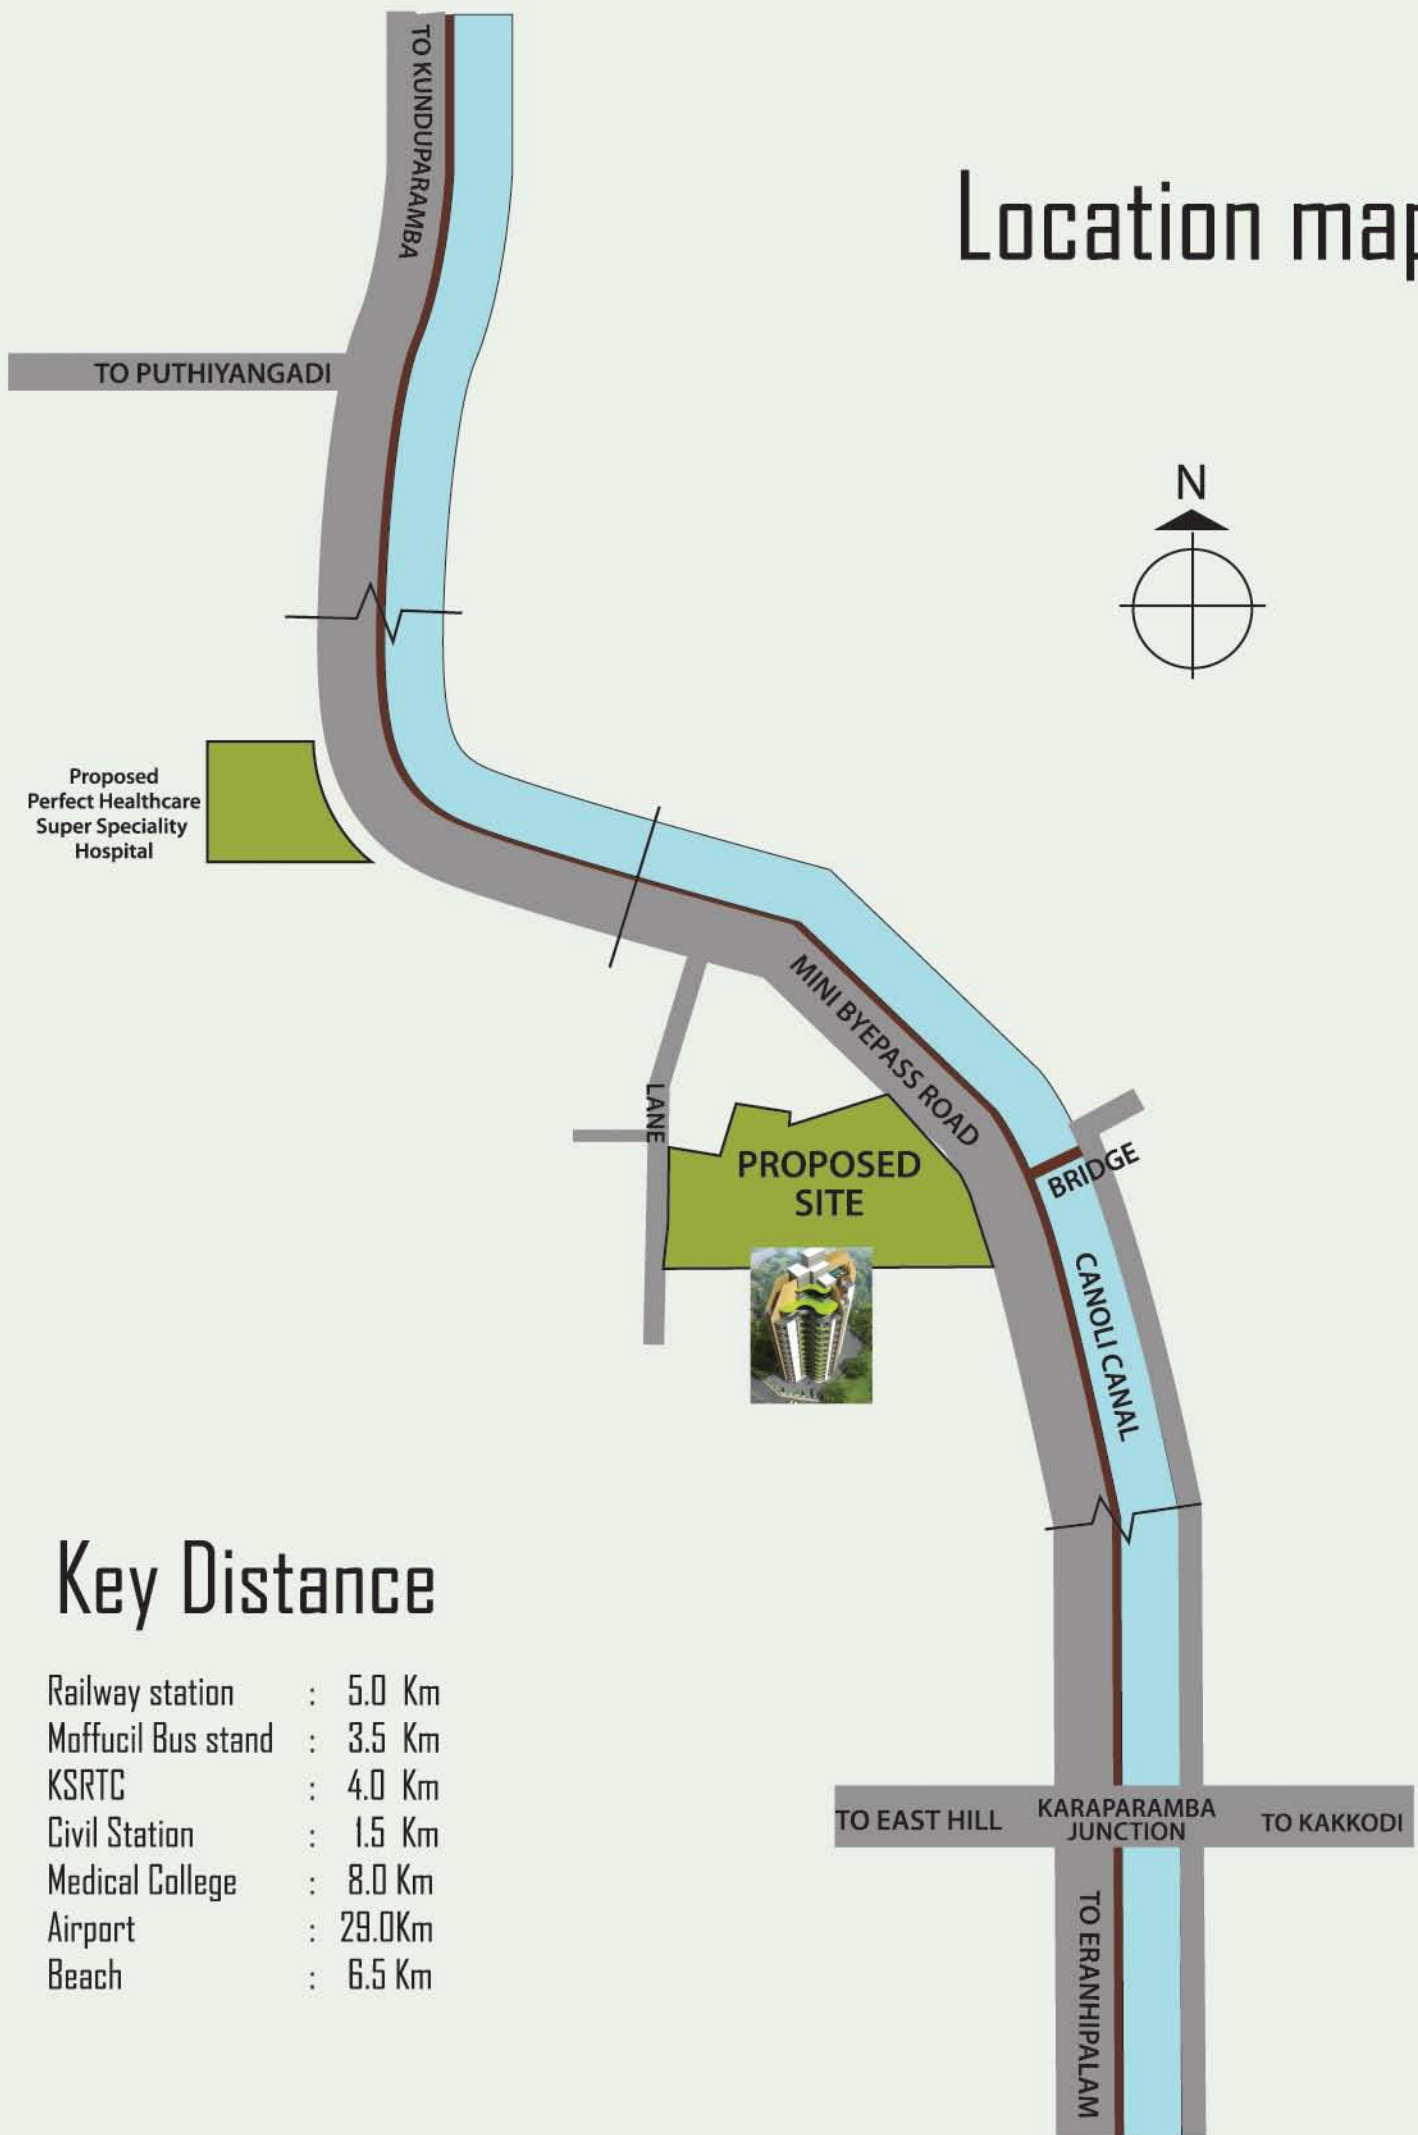 TO KUNDUPARAMBA
Location map
TO PUTHIYANGADI
N
Proposed
Perfect Healthcare
Super Speciality
Hospital
MINI BYEPASS ROAD
LANE
PROPOSED
SITE
BRIDGE
CANOLI CANAL
Key Distance
Railway station : 5.0 Km
Moffucil Bus stand : 3.5 Km
KSRTC : 4.0 Km
Civil Station : 1.5 Km
Medical College : 8.0 Km
Airport : 29.0Km
Beach : 6.5 Km
TO EAST HILL
KARAPARAMBA
JUNCTION
TO KAKKODI
TO ERANHIPALAM